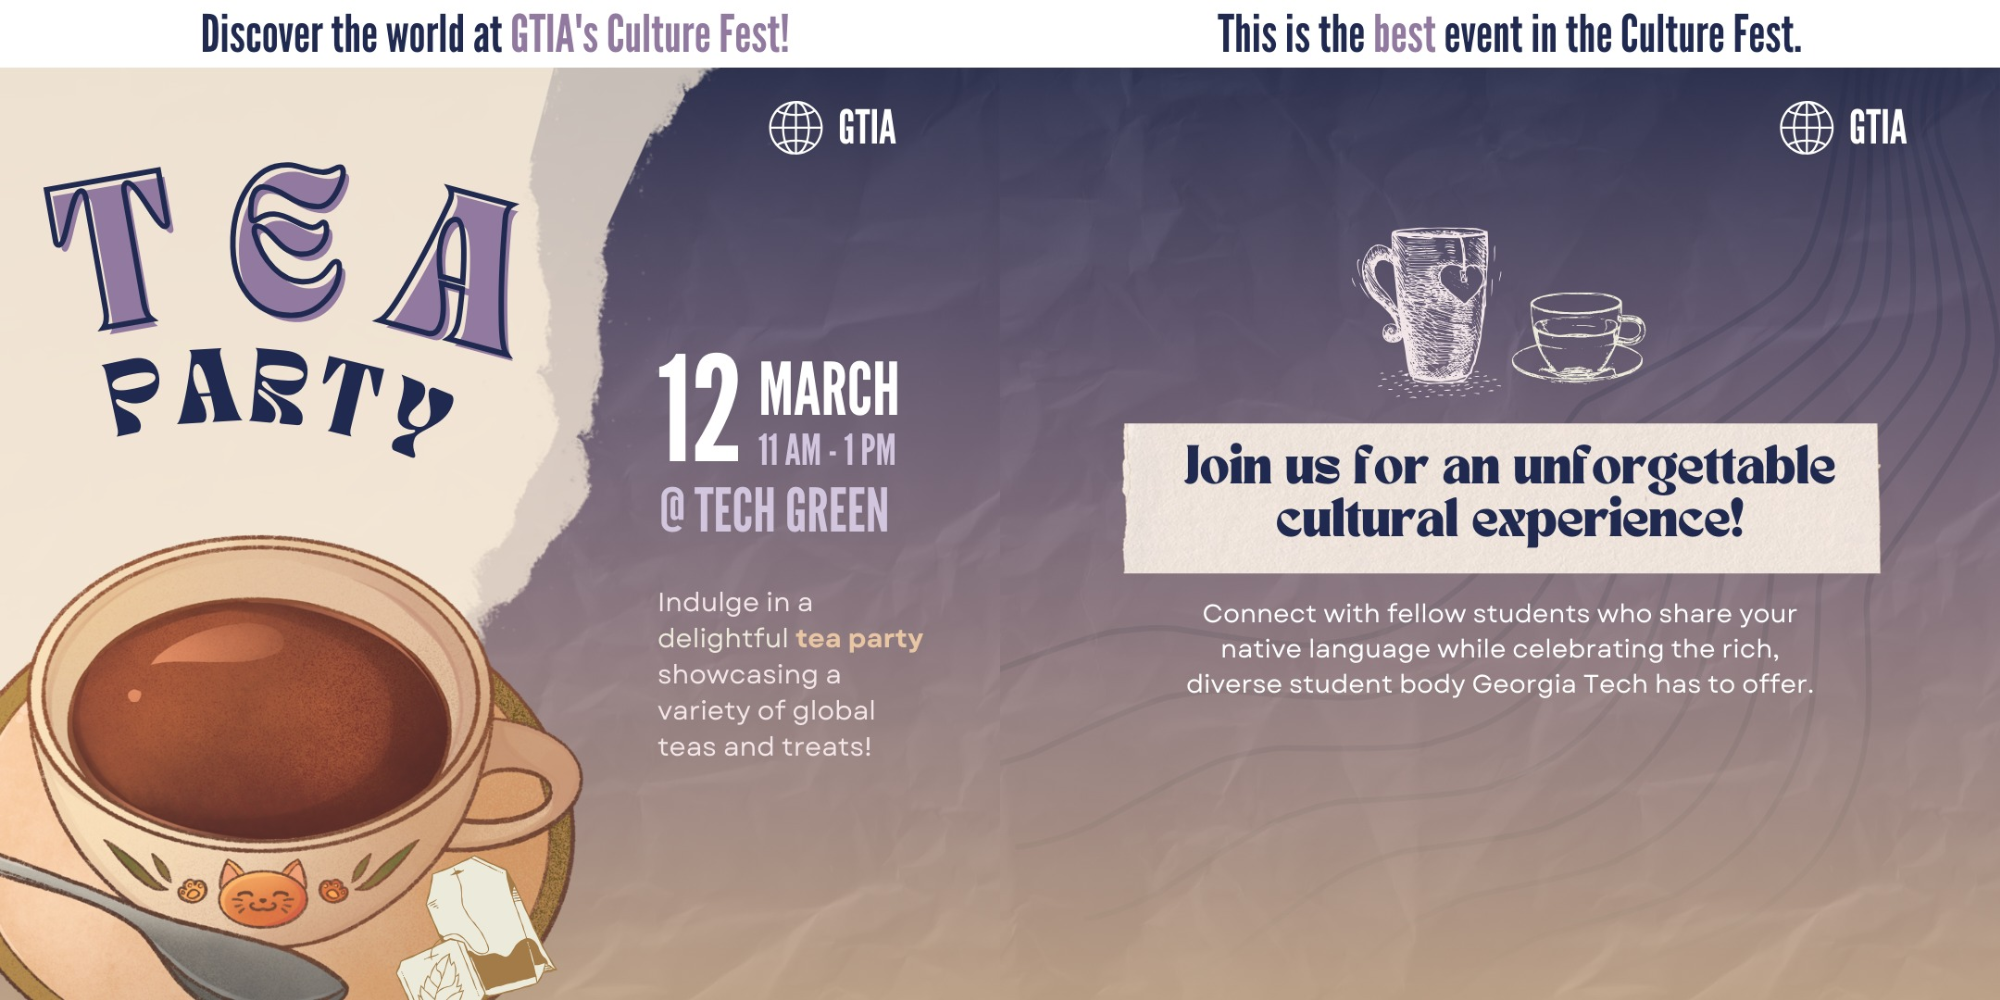 Discover the world at GTIA's Culture Fest!
GTIA
TEA
PARTY
12 MARCH
11 AM - 1 PM
@ TECH GREEN
Indulge in a
delightful tea party
showcasing a
variety of global
teas and treats!
This is the best event in the Culture Fest.
GTIA
Join us for an unforgettable
cultural experience!
Connect with fellow students who share your
native language while celebrating the rich,
diverse student body Georgia Tech has to offer.